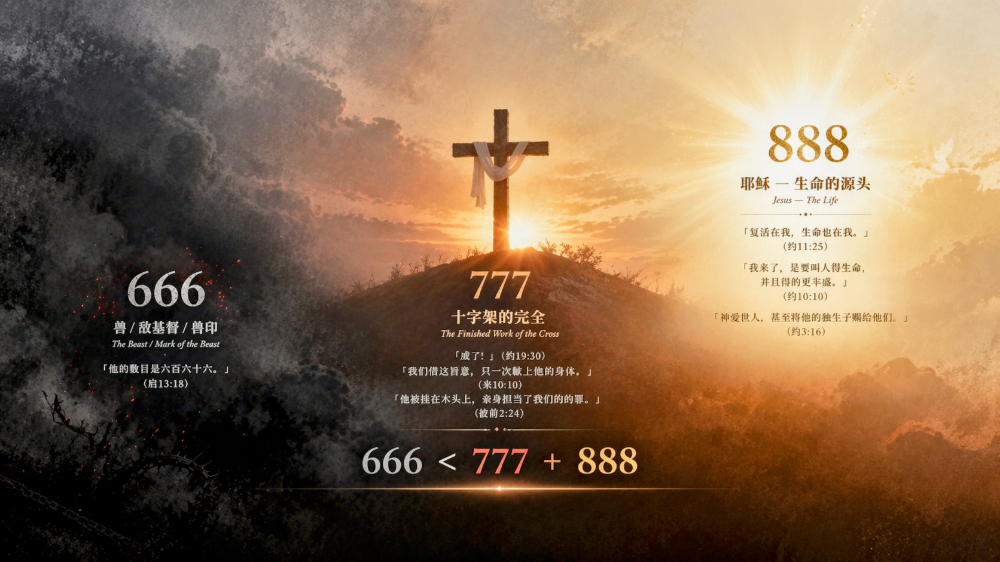 666
兽 / 敌基督 / 兽印
The Beast / Mark of the Beast
「他的数目是六百六十六。」
（启13:18）
777
十字架的完全
The Finished Work of the Cross
「成了！」（约19:30）
「我们借这旨意，只一次献上他的身体。」
（来10:10）
「他被挂在木头上，亲身担当了我们的的罪。」
（彼前2:24）
888
耶稣 — 生命的源头
Jesus — The Life
「复活在我，生命也在我。」
（约11:25）
「我来了，是要叫人得生命，
并且得的更丰盛。」
（约10:10）
「神爱世人，甚至将他的独生子赐给他们。」
（约3:16）
666 < 777 + 888